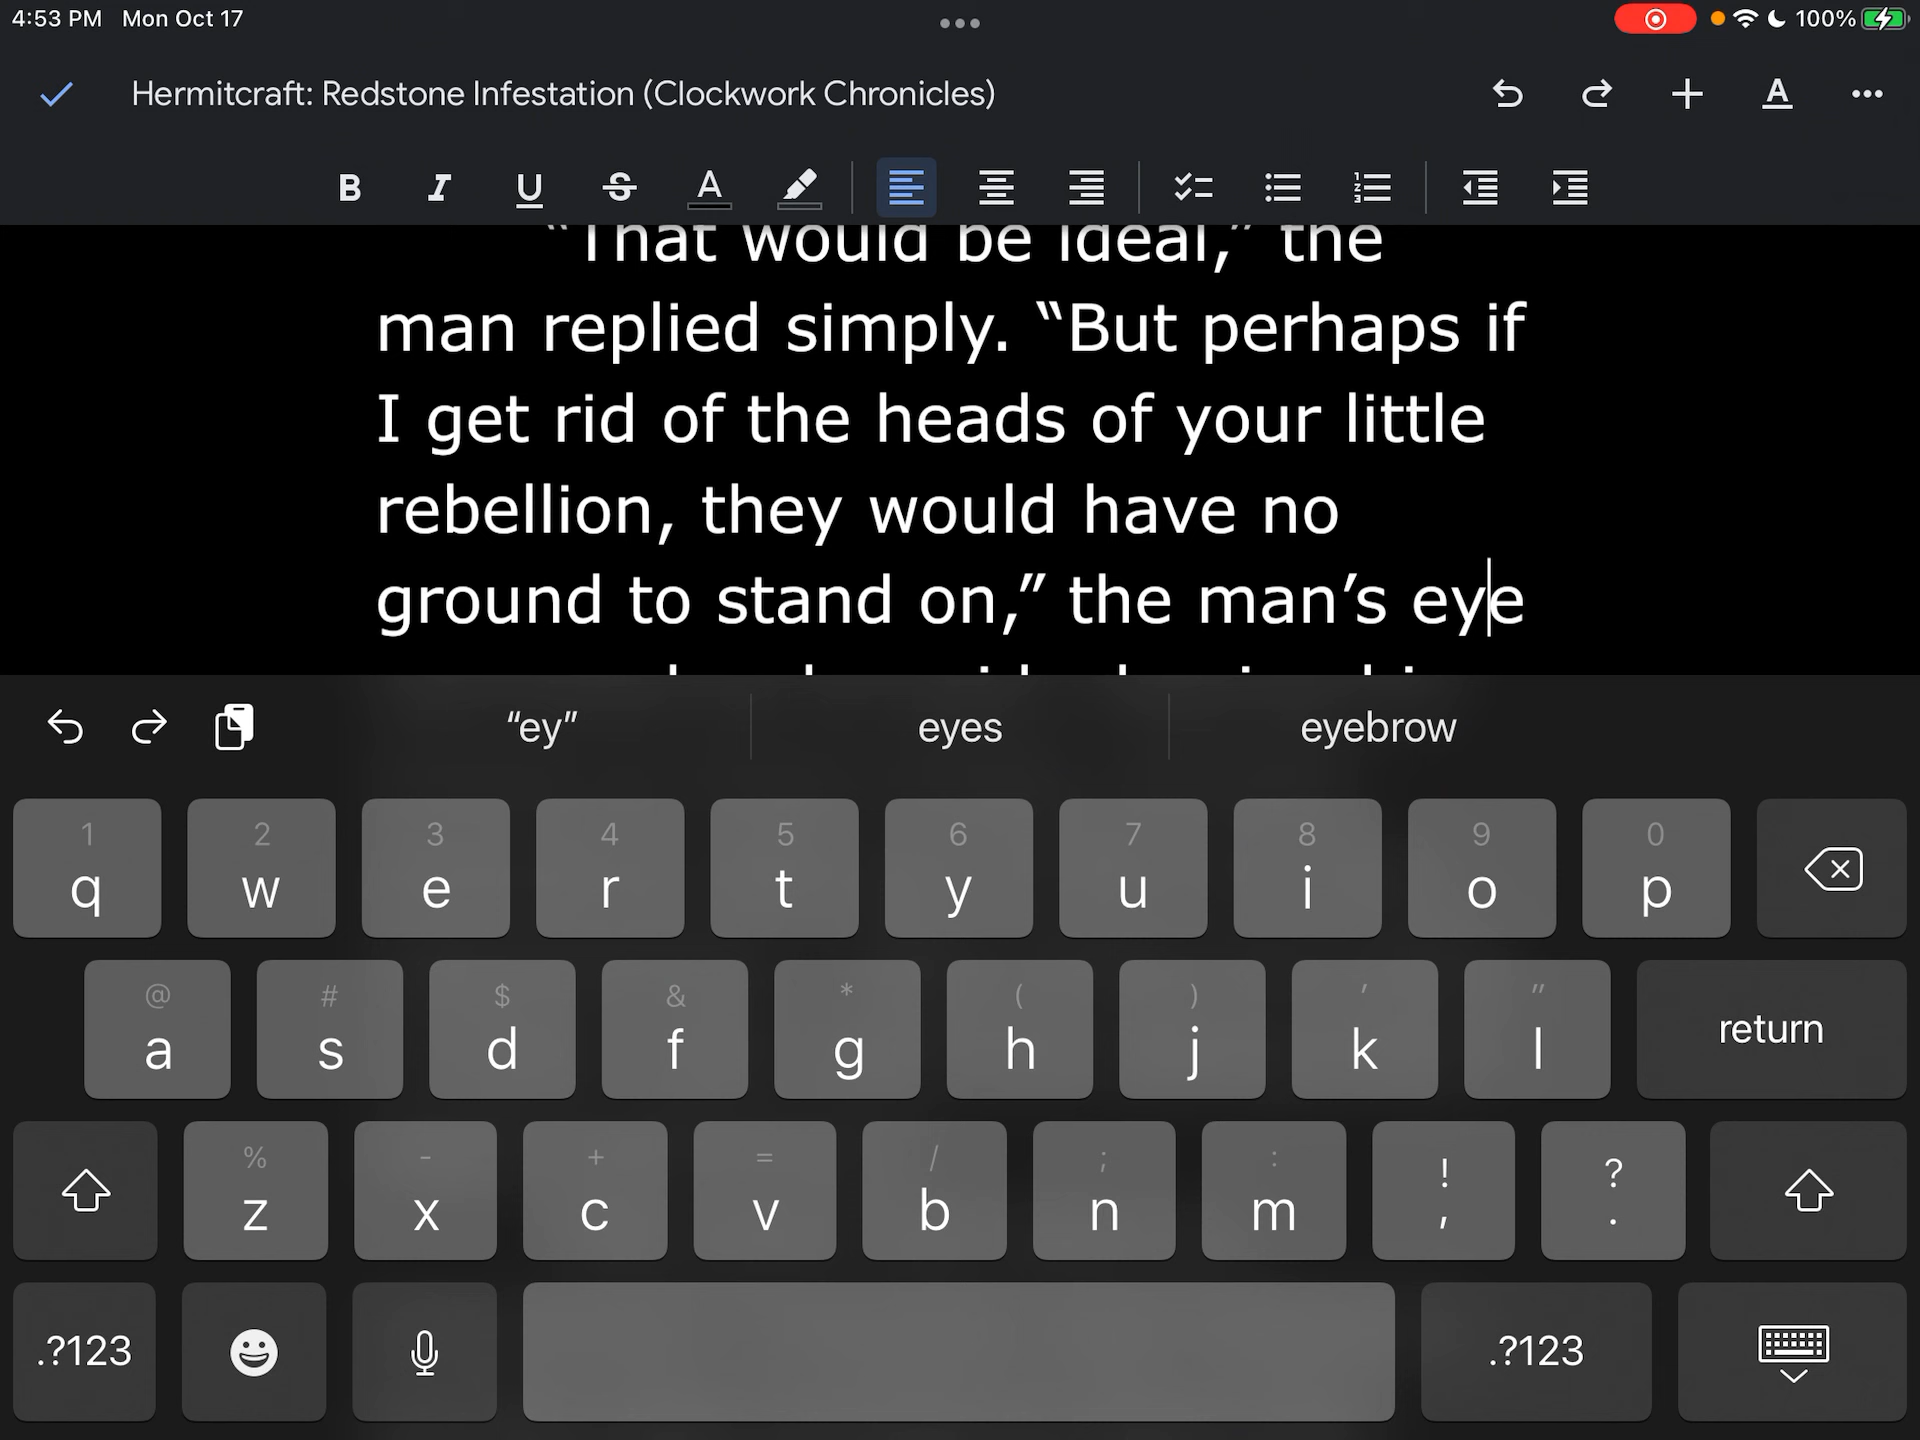 4:53 PM Mon Oct 17 100%
Hermitcraft: Redstone Infestation (Clockwork Chronicles)
B I U S A
“That would be ideal,” the
man replied simply. “But perhaps if
I get rid of the heads of your little
rebellion, they would have no
ground to stand on,” the man’s eye
“ey” eyes eyebrow
1 2 3 4 5 6 7 8 9 0
q w e r t y u i o p
@ # $ & * ( ) ' "
a s d f g h j k l return
% - + = / ; : ! ?
z x c v b n m , .
.?123 .?123